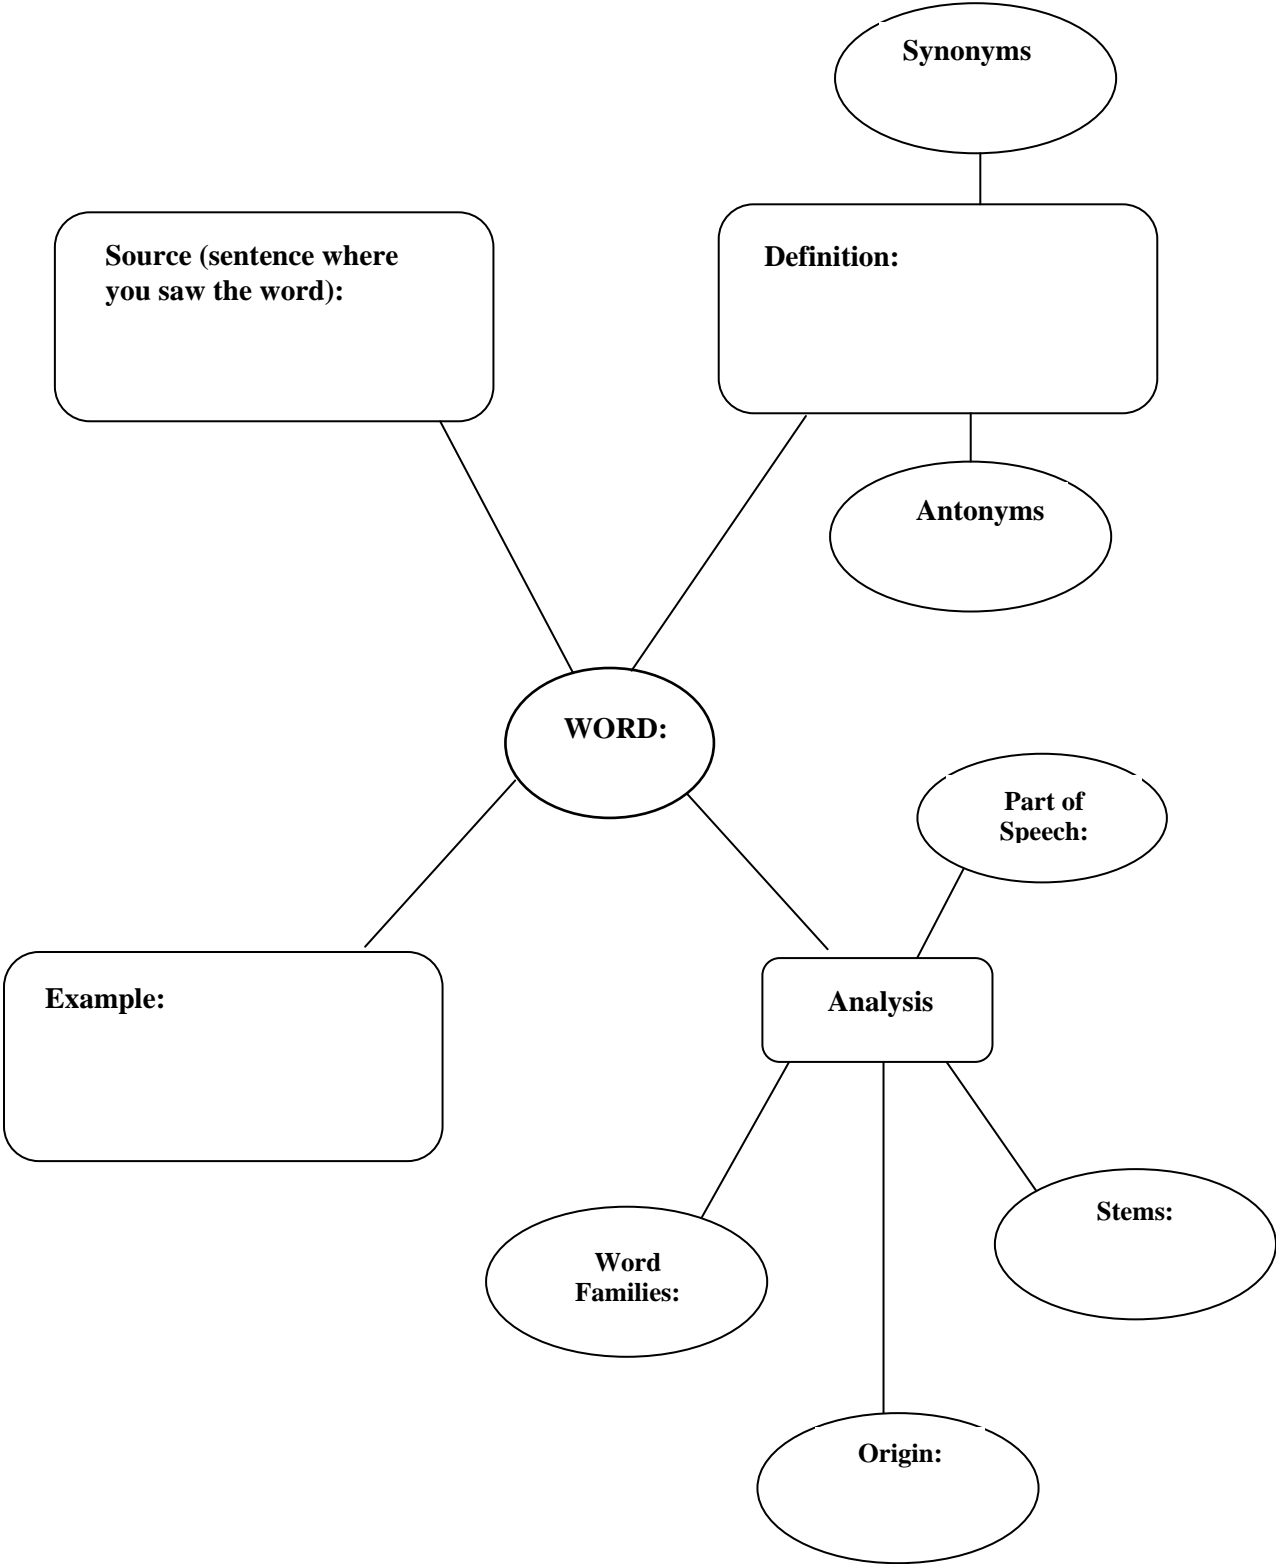 Synonyms
Source (sentence where
you saw the word):
Definition:
Antonyms
WORD:
Part of
Speech:
Example:
Analysis
Stems:
Word
Families:
Origin: